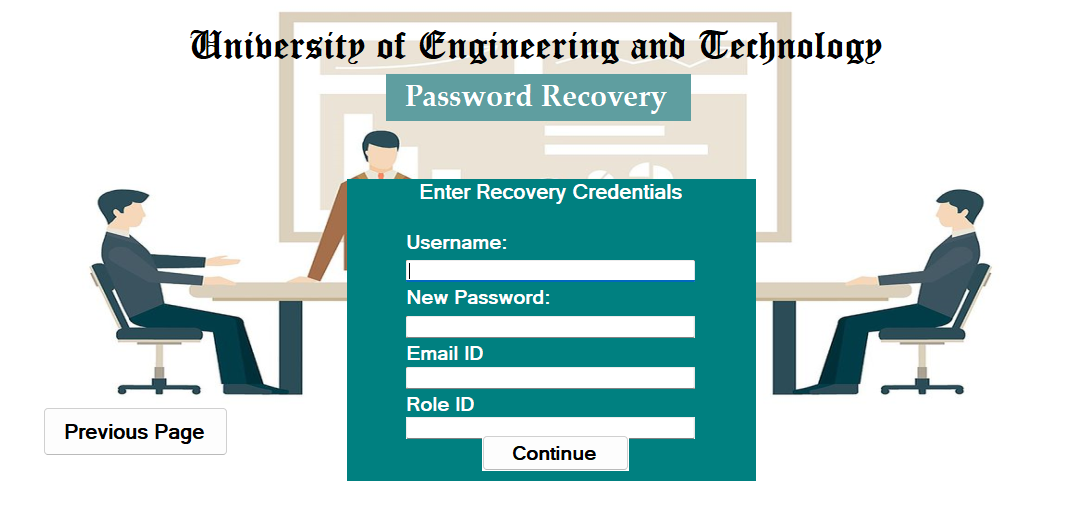 University of Engineering and Technology
Password Recovery
Enter Recovery Credentials
Username:
New Password:
Email ID
Role ID
Previous Page
Continue